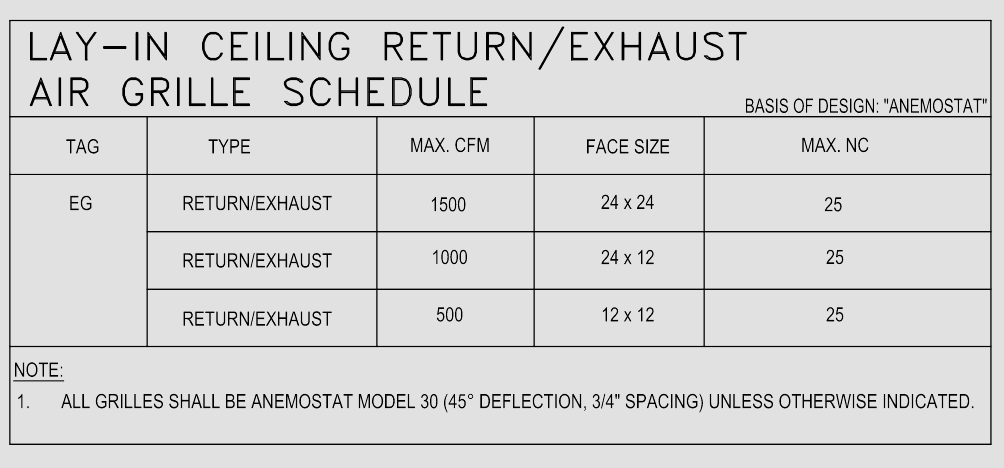 LAY-IN CEILING RETURN/EXHAUST
AIR GRILLE SCHEDULE
BASIS OF DESIGN: "ANEMOSTAT"
TAG TYPE MAX. CFM FACE SIZE MAX. NC
EG RETURN/EXHAUST 1500 24 x 24 25
RETURN/EXHAUST 1000 24 x 12 25
RETURN/EXHAUST 500 12 x 12 25
NOTE:
1. ALL GRILLES SHALL BE ANEMOSTAT MODEL 30 (45° DEFLECTION, 3/4" SPACING) UNLESS OTHERWISE INDICATED.